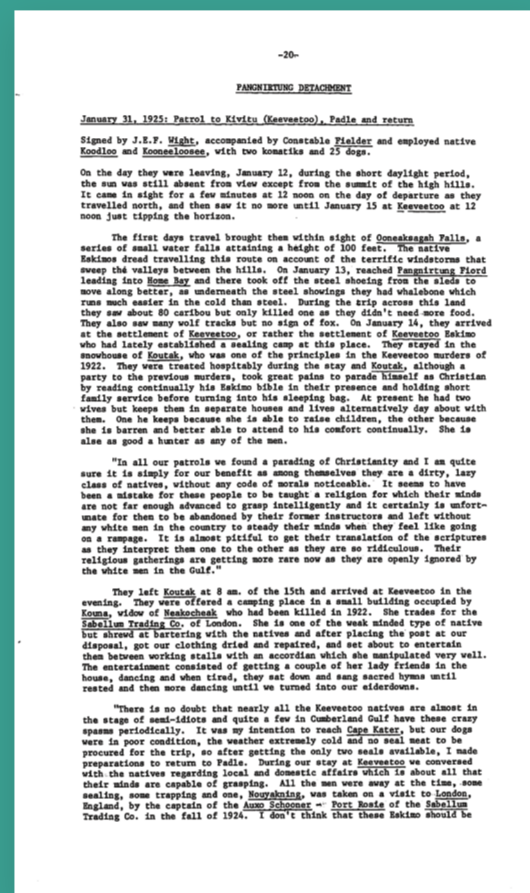 -20-
PANGNIRTUNG DETACHMENT
January 31, 1925: Patrol to Kivitu (Keeveetoo), Padle and return
Signed by J.E.F. Wight, accompanied by Constable Fielder and employed native
Koodloo and Kooneeloosee, with two komatiks and 25 dogs.
On the day they were leaving, January 12, during the short daylight period,
the sun was still absent from view except from the summit of the high hills.
It came in sight for a few minutes at 12 noon on the day of departure as they
travelled north, and then saw it no more until January 15 at Keeveetoo at 12
noon just tipping the horizon.
The first days travel brought them within sight of Ooneaksagah Falls, a
series of small water falls attaining a height of 100 feet. The native
Eskimos dread travelling this route on account of the terrific windstorms that
sweep the valleys between the hills. On January 13, reached Pangnirtung Fiord
leading into Home Bay and there took off the steel shoeing from the sleds to
move along better, as underneath the steel showings they had whalebone which
runs much easier in the cold than steel. During the trip across this land
they saw about 80 caribou but only killed one as they didn't need more food.
They also saw many wolf tracks but no sign of fox. On January 14, they arrived
at the settlement of Keeveetoo, or rather the settlement of Keeveetoo Eskimo
who had lately established a sealing camp at this place. They stayed in the
snowhouse of Koutak, who was one of the principles in the Keeveetoo murders of
1922. They were treated hospitably during the stay and Koutak, although a
party to the previous murders, took great pains to parade himself as Christian
by reading continually his Eskimo bible in their presence and holding short
family service before turning into his sleeping bag. At present he had two
wives but keeps them in separate houses and lives alternatively day about with
them. One he keeps because she is able to raise children, the other because
she is barren and better able to attend to his comfort continually. She is
alse as good a hunter as any of the men.
"In all our patrols we found a parading of Christianity and I am quite
sure it is simply for our benefit as among themselves they are a dirty, lazy
class of natives, without any code of morals noticeable. It seems to have
been a mistake for these people to be taught a religion for which their minds
are not far enough advanced to grasp intelligently and it certainly is unfort-
unate for them to be abandoned by their former instructors and left without
any white men in the country to steady their minds when they feel like going
on a rampage. It is almost pitiful to get their translation of the scriptures
as they interpret them one to the other as they are so ridiculous. Their
religious gatherings are getting more rare now as they are openly ignored by
the white men in the Gulf."
They left Koutak at 8 am. of the 15th and arrived at Keeveetoo in the
evening. They were offered a camping place in a small building occupied by
Kouna, widow of Neakocheak who had been killed in 1922. She trades for the
Sabellum Trading Co. of London. She is one of the weak minded type of native
but shrewd at bartering with the natives and after placing the post at our
disposal, got our clothing dried and repaired, and set about to entertain
them between working stalls with an accordian which she manipulated very well.
The entertainment consisted of getting a couple of her lady friends in the
house, dancing and when tired, they sat down and sang sacred hymns until
rested and then more dancing until we turned into our eiderdowns.
"There is no doubt that nearly all the Keeveetoo natives are almost in
the stage of semi-idiots and quite a few in Cumberland Gulf have these crazy
spasms periodically. It was my intention to reach Cape Kater, but our dogs
were in poor condition, the weather extremely cold and no seal meat to be
procured for the trip, so after getting the only two seals available, I made
preparations to return to Padle. During our stay at Keeveetoo we conversed
with the natives regarding local and domestic affairs which is about all that
their minds are capable of grasping. All the men were away at the time, some
sealing, some trapping and one, Nouyakning, was taken on a visit to London,
England, by the captain of the Auxo Schooner - Port Rosie of the Sabellum
Trading Co. in the fall of 1924. I don't think that these Eskimo should be